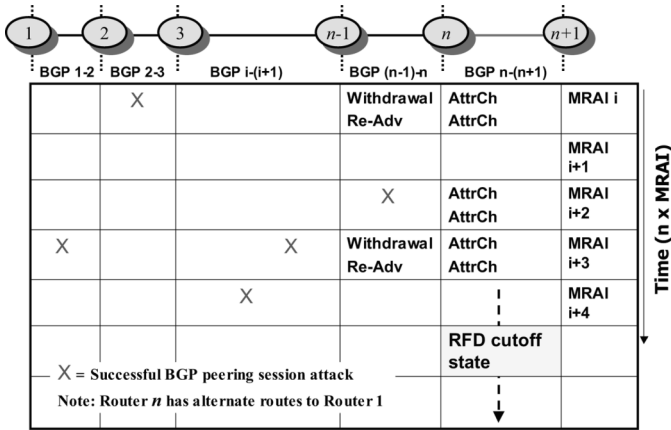 1 2 3 n-1 n n+1
BGP 1-2 BGP 2-3 BGP i-(i+1) BGP (n-1)-n BGP n-(n+1)
X Withdrawal AttrCh MRAI i
Re-Adv AttrCh
MRAI
i+1
X AttrCh MRAI
AttrCh i+2
X X Withdrawal AttrCh MRAI
Re-Adv AttrCh i+3
X MRAI
i+4
RFD cutoff
state
X = Successful BGP peering session attack
Note: Router n has alternate routes to Router 1
Time (n x MRAI)